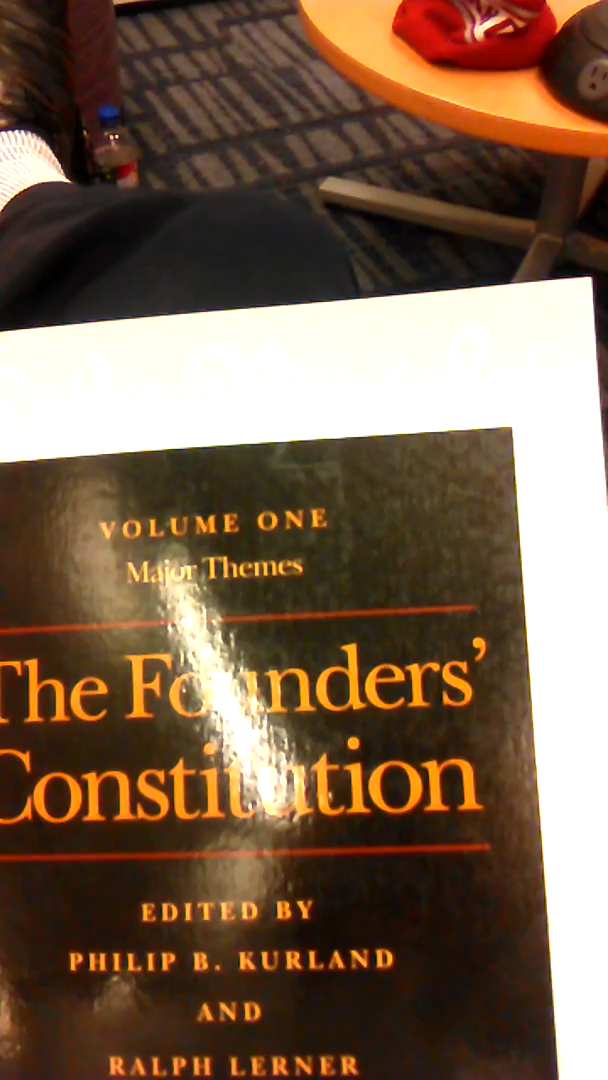 VOLUME ONE
Major Themes
The Founders'
Constitution
EDITED BY
PHILIP B. KURLAND
AND
RALPH LERNER